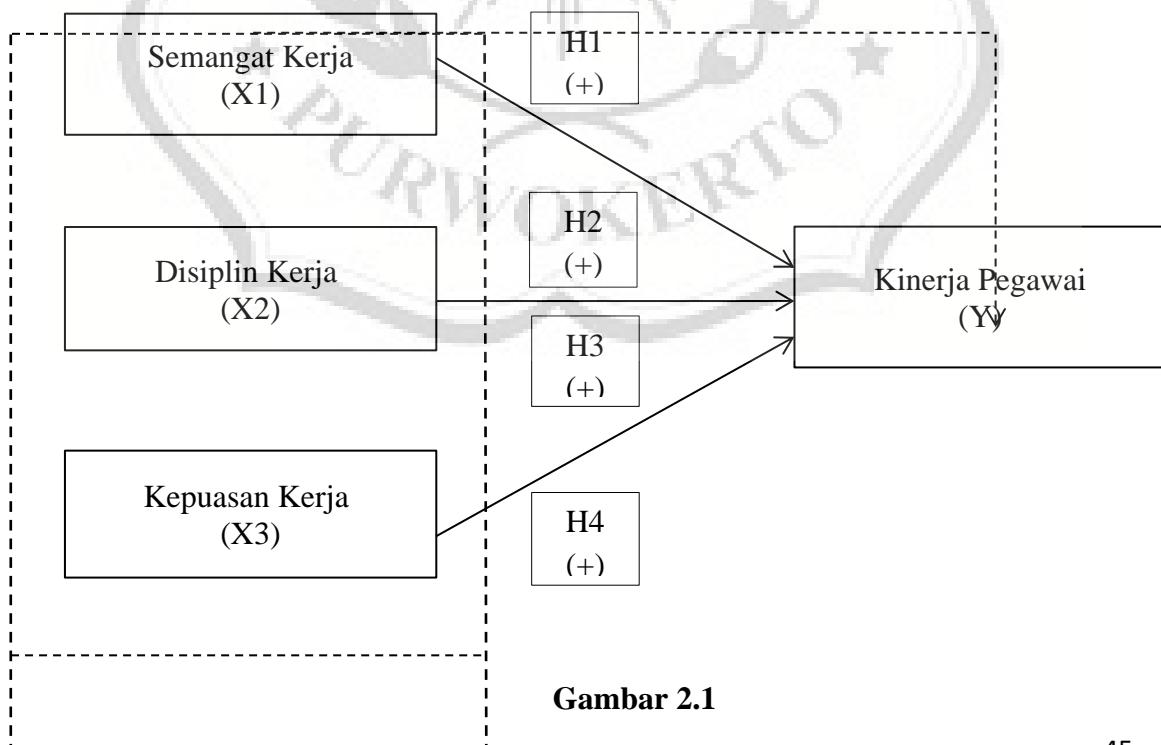 H1
(+)
Semangat Kerja
(X1)
PURWOKERTO
H2
(+)
Disiplin Kerja
(X2)
Kinerja Pegawai
(Y)
H3
(+)
Kepuasan Kerja
(X3)
H4
(+)
Gambar 2.1
45